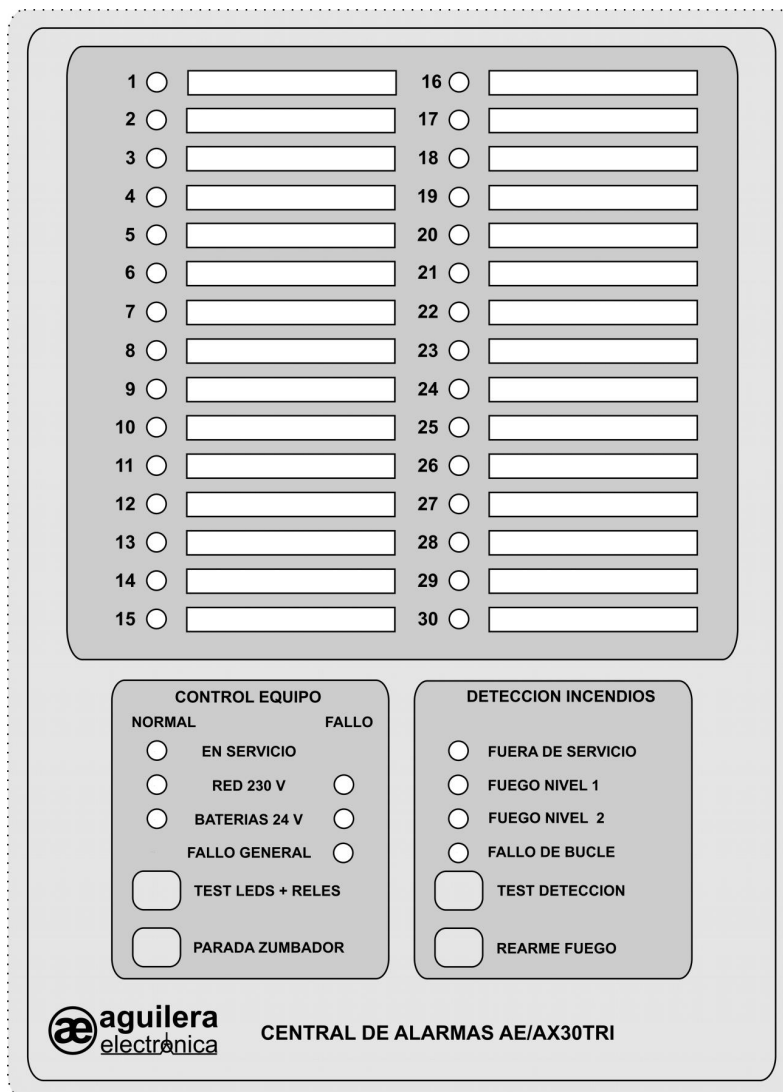 1 16
2 17
3 18
4 19
5 20
6 21
7 22
8 23
9 24
10 25
11 26
12 27
13 28
14 29
15 30
CONTROL EQUIPO
NORMAL FALLO
EN SERVICIO
RED 230 V
BATERIAS 24 V
FALLO GENERAL
TEST LEDS + RELES
PARADA ZUMBADOR
DETECCION INCENDIOS
FUERA DE SERVICIO
FUEGO NIVEL 1
FUEGO NIVEL 2
FALLO DE BUCLE
TEST DETECCION
REARME FUEGO
ae aguilera
electrónica
CENTRAL DE ALARMAS AE/AX30TRI